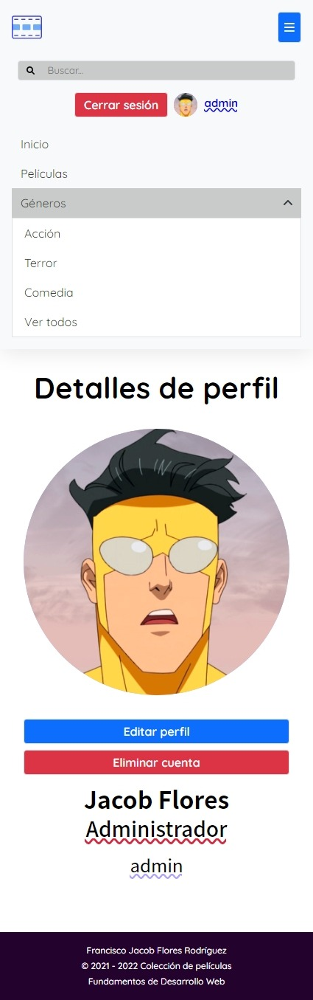 Buscar...
Cerrar sesión admin
Inicio
Películas
Géneros
Acción
Terror
Comedia
Ver todos
Detalles de perfil
Editar perfil
Eliminar cuenta
Jacob Flores
Administrador
admin
Francisco Jacob Flores Rodríguez
© 2021 - 2022 Colección de películas
Fundamentos de Desarrollo Web